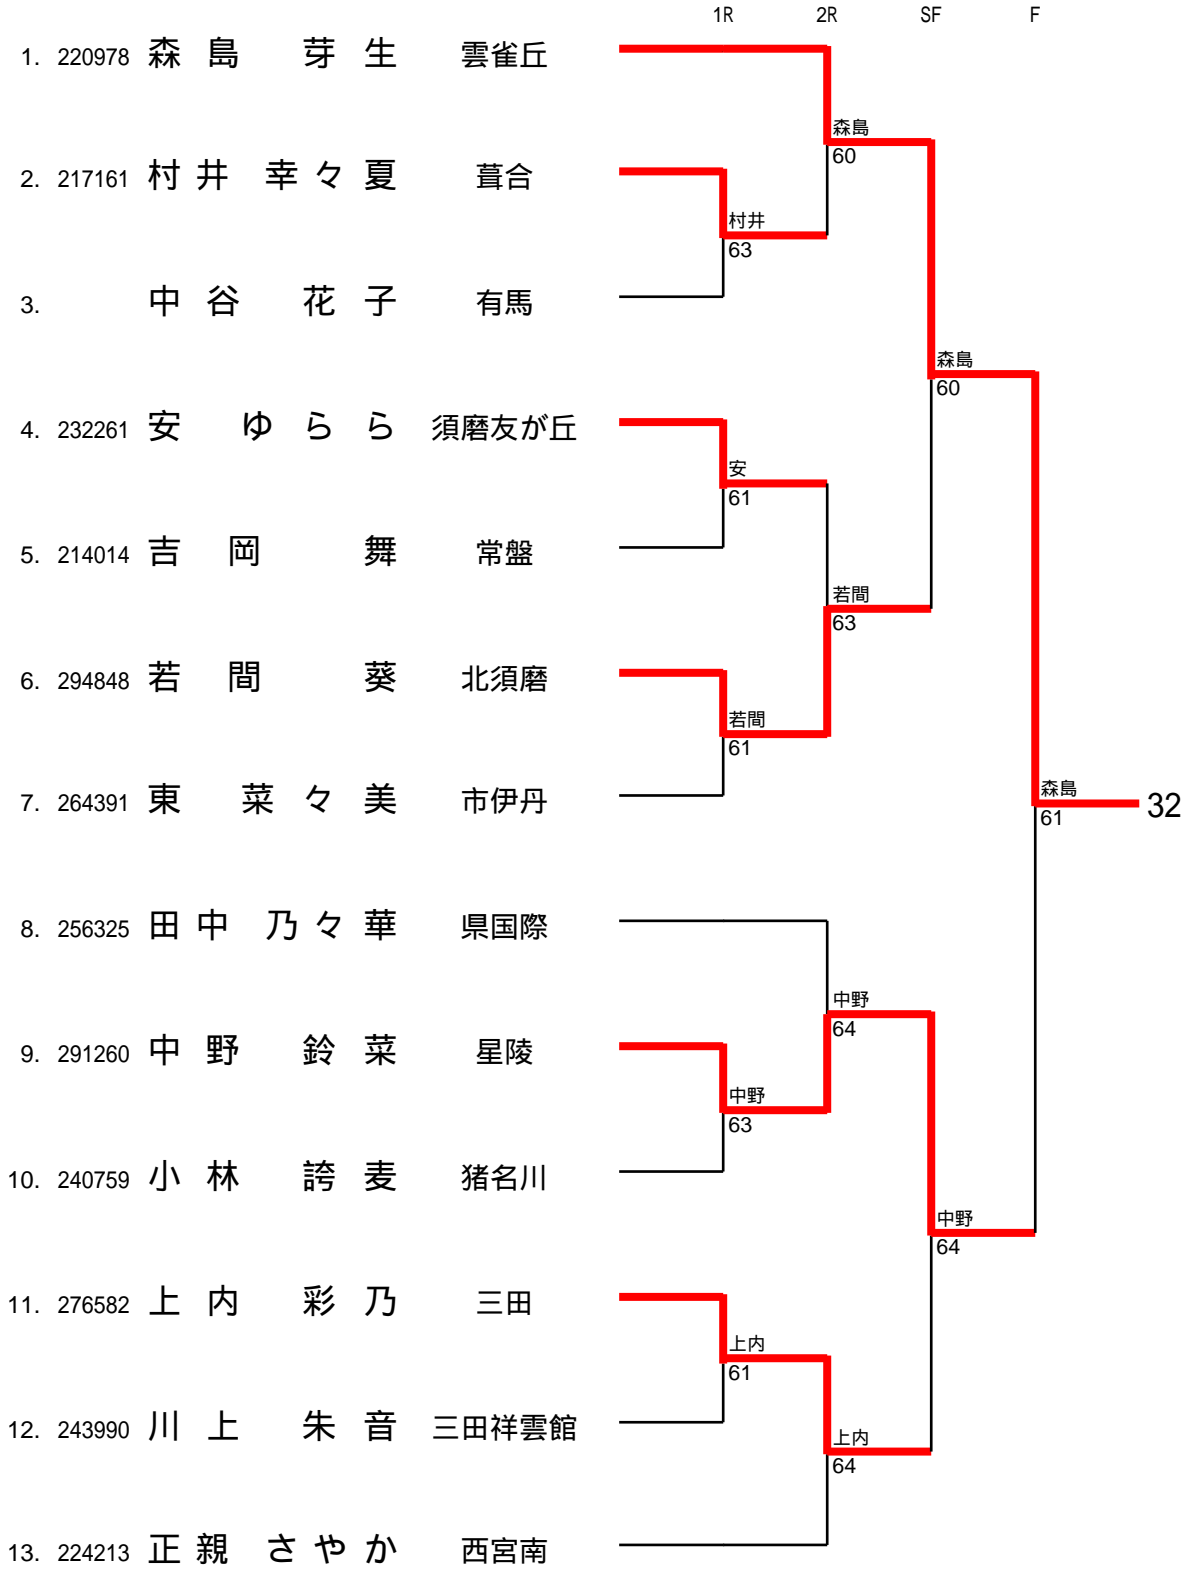 1R 2R SF F
1. 220978 森島 芽生 雲雀丘
森島
60
2. 217161 村井 幸々夏 葺合
村井
63
3. 中谷 花子 有馬
森島
60
4. 232261 安 ゆらら 須磨友が丘
安
61
5. 214014 吉岡 舞 常盤
若間
63
6. 294848 若間 葵 北須磨
若間
61
7. 264391 東 菜々美 市伊丹
森島
61
32
8. 256325 田中 乃々華 県国際
中野
64
9. 291260 中野 鈴菜 星陵
中野
63
10. 240759 小林 誇麦 猪名川
中野
64
11. 276582 上内 彩乃 三田
上内
61
12. 243990 川上 朱音 三田祥雲館
上内
64
13. 224213 正親 さやか 西宮南